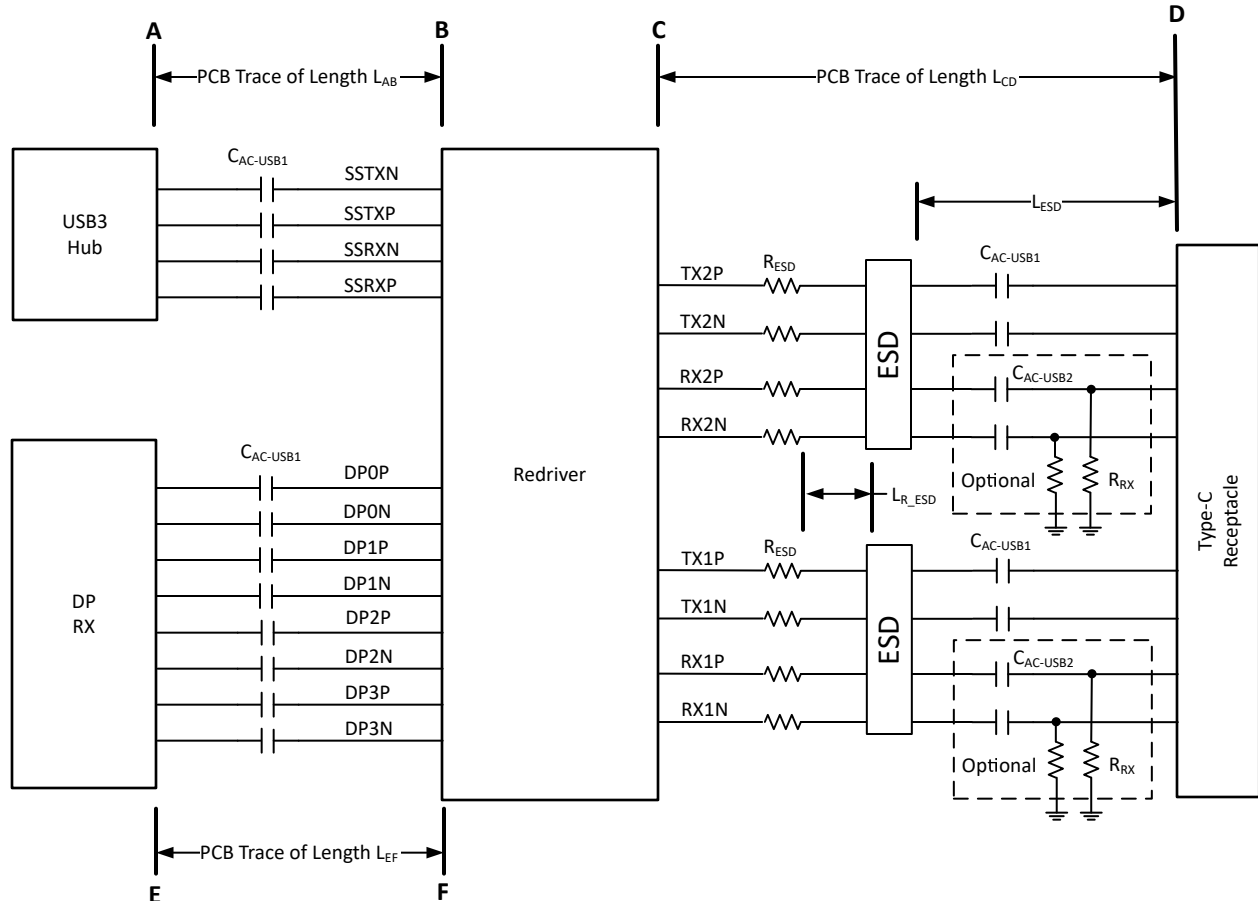 A
B
C
D
PCB Trace of Length LAB
PCB Trace of Length LCD
CAC-USB1
SSTXN
SSTXP
SSRXN
SSRXP
USB3
Hub
LESD
CAC-USB1
TX2P
RESD
TX2N
RX2P
RX2N
ESD
CAC-USB2
Optional
RRX
LR_ESD
Redriver
Type-C
Receptacle
CAC-USB1
DP0P
DP0N
DP1P
DP1N
DP2P
DP2N
DP3P
DP3N
DP
RX
CAC-USB1
TX1P
RESD
TX1N
RX1P
RX1N
ESD
CAC-USB2
Optional
RRX
PCB Trace of Length LEF
E
F